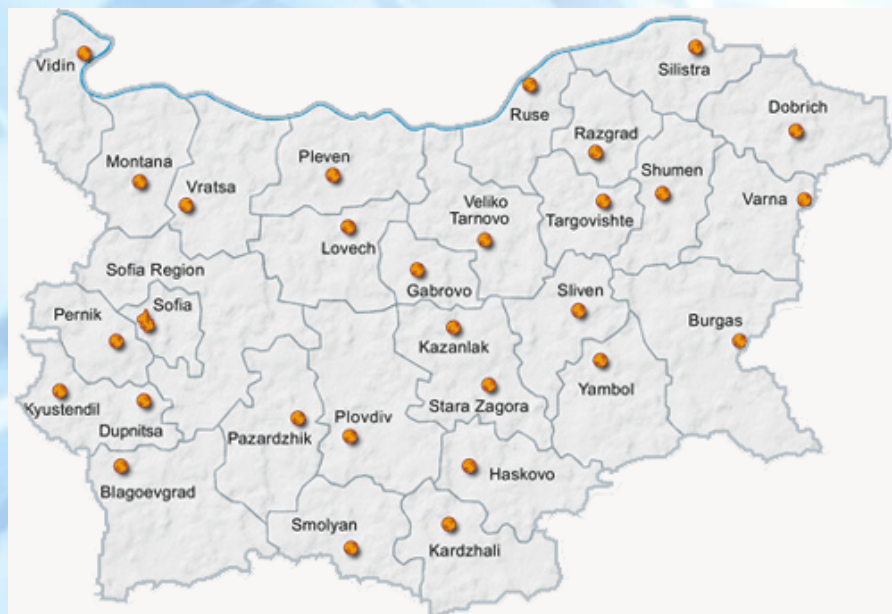 Vidin
Silistra
Ruse
Dobrich
Razgrad
Montana
Pleven
Shumen
Vratsa
Veliko
Tarnovo
Varna
Targovishte
Lovech
Sofia Region
Gabrovo
Sliven
Sofia
Pernik
Burgas
Kazanlak
Yambol
Kyustendil
Stara Zagora
Plovdiv
Dupnitsa
Pazardzhik
Haskovo
Blagoevgrad
Smolyan
Kardzhali